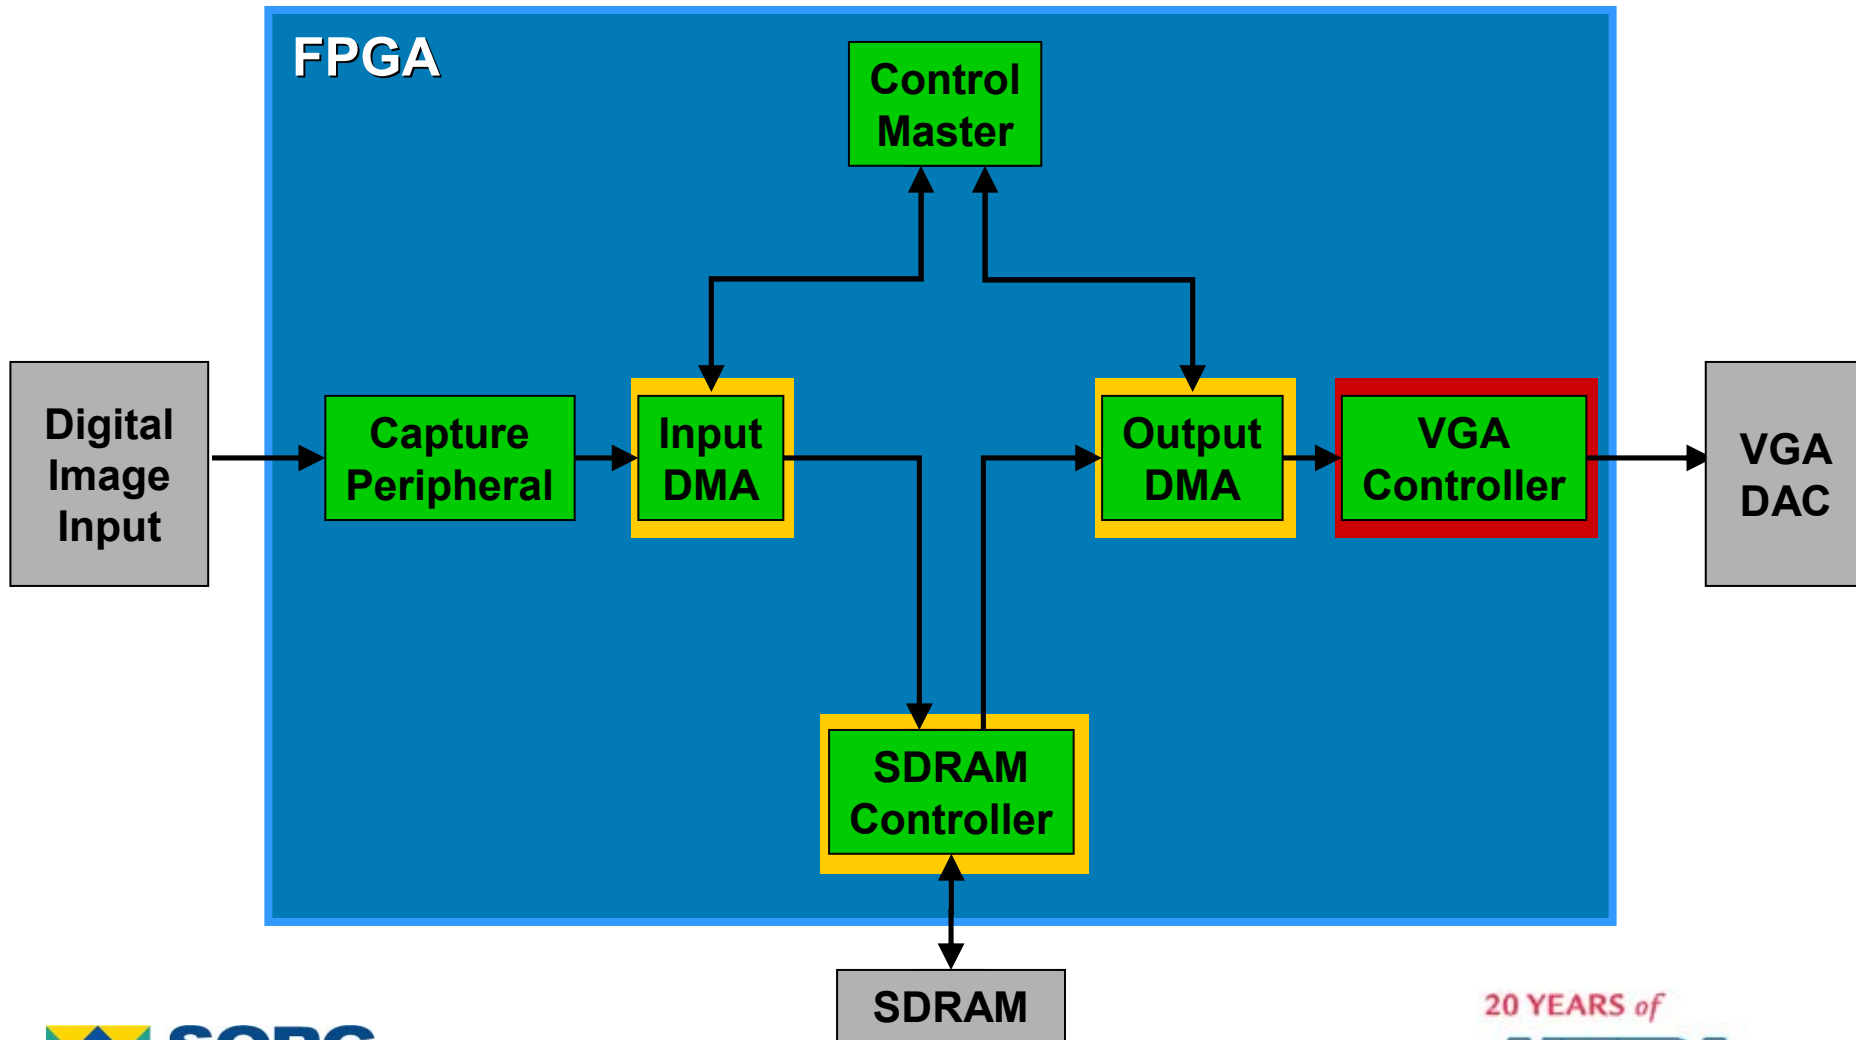 FPGA
Control
Master
Digital
Image
Input
Capture
Peripheral
Input
DMA
Output
DMA
VGA
Controller
VGA
DAC
SDRAM
Controller
SDRAM
20 YEARS of